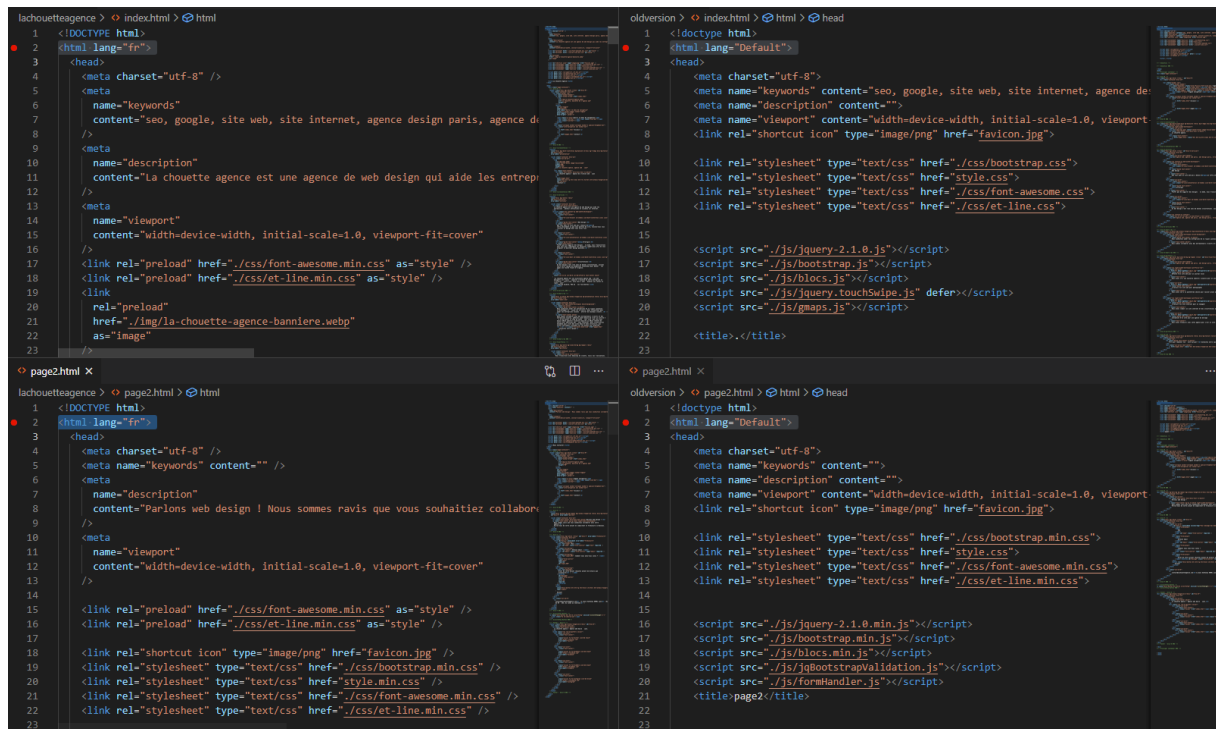 lachouetteagence > index.html > html
1 <!DOCTYPE html>
2 <html lang="fr">
3 <head>
4 <meta charset="utf-8" />
5 <meta
6 name="keywords"
7 content="seo, google, site web, site internet, agence design paris, agence
8 />
9 <meta
10 name="description"
11 content="La chouette agence est une agence de web design qui aide les
12 />
13 <meta
14 name="viewport"
15 content="width=device-width, initial-scale=1.0, viewport-fit=cover"
16 />
17 <link rel="preload" href="./css/font-awesome.min.css" as="style" />
18 <link rel="preload" href="./css/et-line.min.css" as="style" />
19 <link
20 rel="preload"
21 href="./img/la-chouette-agence-banniere.webp"
22 as="image"
23 />
oldversion > index.html > html > head
1 <!doctype html>
2 <html lang="Default">
3 <head>
4 <meta charset="utf-8">
5 <meta name="keywords" content="seo, google, site web, site internet, agence
6 <meta name="description" content="">
7 <meta name="viewport" content="width=device-width, initial-scale=1.0, viewport-
8 <link rel="shortcut icon" type="image/png" href="favicon.jpg">
9
10 <link rel="stylesheet" type="text/css" href="./css/bootstrap.css">
11 <link rel="stylesheet" type="text/css" href="style.css">
12 <link rel="stylesheet" type="text/css" href="./css/font-awesome.css">
13 <link rel="stylesheet" type="text/css" href="./css/et-line.css">
14
15
16 <script src="./js/jquery-2.1.0.js"></script>
17 <script src="./js/bootstrap.js"></script>
18 <script src="./js/blocs.js"></script>
19 <script src="./js/jquery.touchSwipe.js" defer></script>
20 <script src="./js/gmaps.js"></script>
21
22 <title>.</title>
23
page2.html
lachouetteagence > page2.html > html
1 <!DOCTYPE html>
2 <html lang="fr">
3 <head>
4 <meta charset="utf-8" />
5 <meta name="keywords" content="" />
6 <meta
7 name="description"
8 content="Parlons web design ! Nous sommes ravis que vous souhaitiez
9 />
10 <meta
11 name="viewport"
12 content="width=device-width, initial-scale=1.0, viewport-fit=cover"
13 />
14
15 <link rel="preload" href="./css/font-awesome.min.css" as="style" />
16 <link rel="preload" href="./css/et-line.min.css" as="style" />
17
18 <link rel="shortcut icon" type="image/png" href="favicon.jpg" />
19 <link rel="stylesheet" type="text/css" href="./css/bootstrap.min.css" />
20 <link rel="stylesheet" type="text/css" href="style.min.css" />
21 <link rel="stylesheet" type="text/css" href="./css/font-awesome.min.css" />
22 <link rel="stylesheet" type="text/css" href="./css/et-line.min.css" />
23
page2.html
oldversion > page2.html > html > head
1 <!doctype html>
2 <html lang="Default">
3 <head>
4 <meta charset="utf-8">
5 <meta name="keywords" content="">
6 <meta name="description" content="">
7 <meta name="viewport" content="width=device-width, initial-scale=1.0, viewport-
8 <link rel="shortcut icon" type="image/png" href="favicon.jpg">
9
10 <link rel="stylesheet" type="text/css" href="./css/bootstrap.min.css">
11 <link rel="stylesheet" type="text/css" href="style.css">
12 <link rel="stylesheet" type="text/css" href="./css/font-awesome.min.css">
13 <link rel="stylesheet" type="text/css" href="./css/et-line.min.css">
14
15
16 <script src="./js/jquery-2.1.0.min.js"></script>
17 <script src="./js/bootstrap.min.js"></script>
18 <script src="./js/blocs.min.js"></script>
19 <script src="./js/jqBootstrapValidation.js"></script>
20 <script src="./js/formHandler.js"></script>
21 <title>page2</title>
22
23